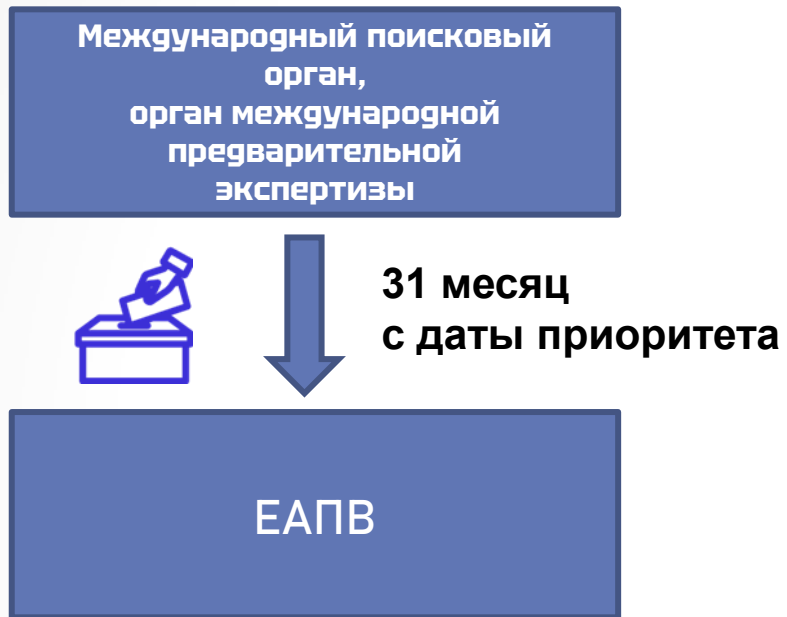 Международный поисковый
орган,
орган международной
предварительной
экспертизы
31 месяц
с даты приоритета
ЕАПВ